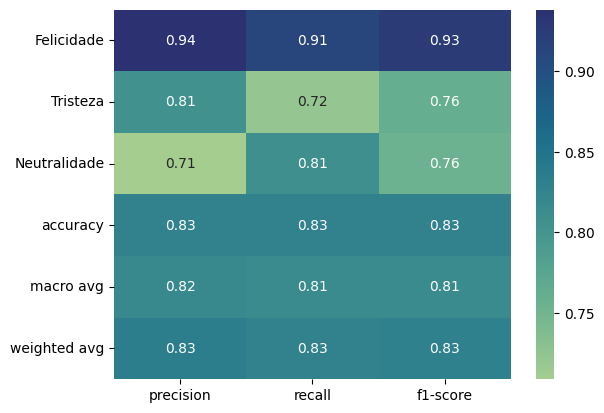 Felicidade 0.94 0.91 0.93
Tristeza 0.81 0.72 0.76
Neutralidade 0.71 0.81 0.76
accuracy 0.83 0.83 0.83
macro avg 0.82 0.81 0.81
weighted avg 0.83 0.83 0.83
precision recall f1-score
0.90
0.85
0.80
0.75